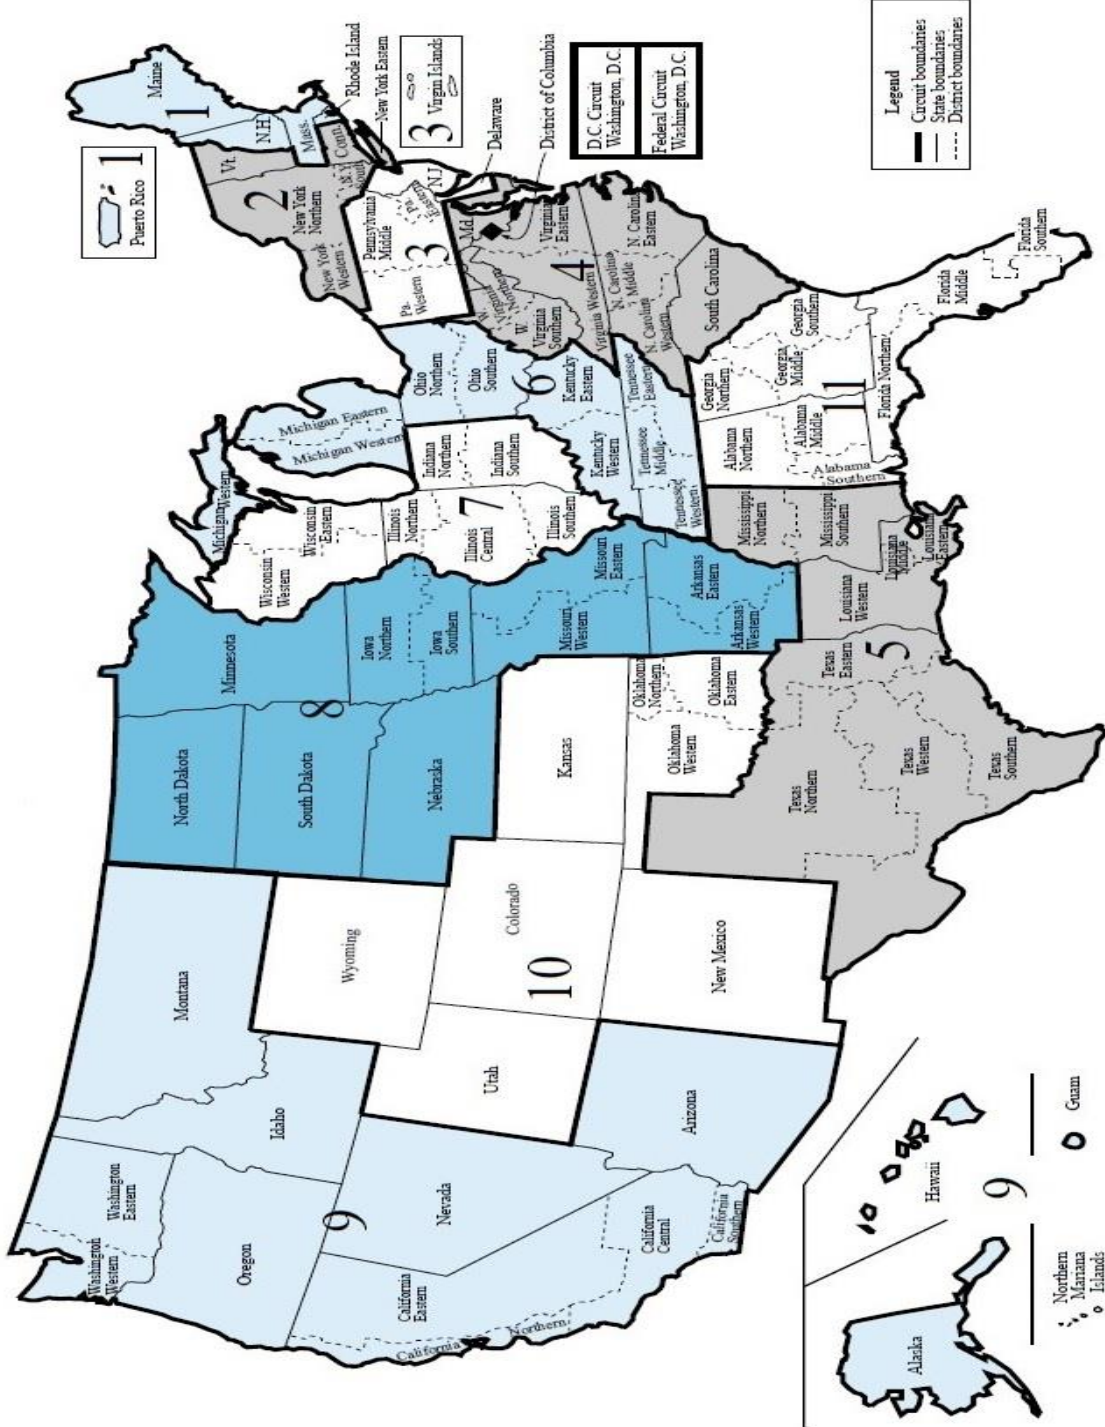 Puerto Rico
1
Maine
1
N.H.
Mass.
Rhode Island
Vt.
2
New York
Northern
New York
Western
N.Y.
South.
Conn.
New York Eastern
3
Virgin Islands
Pennsylvania
Middle
Pa.
Eastern
N.J.
3
Pa.
Western
Delaware
Md.
District of Columbia
D.C. Circuit
Washington, D.C.
Federal Circuit
Washington, D.C.
W.
Virginia
Northern
W.
Virginia
Southern
4
Virginia
Eastern
Virginia Western
N. Carolina
Middle
N. Carolina
Eastern
N. Carolina
Western
South Carolina
Michigan
Western
Michigan Eastern
Michigan Western
Ohio
Northern
Ohio
Southern
6
Kentucky
Eastern
Kentucky
Western
Tennessee
Eastern
Tennessee
Middle
Tennessee
Western
Wisconsin
Western
Wisconsin
Eastern
Illinois
Northern
Indiana
Northern
7
Illinois
Central
Indiana
Southern
Illinois
Southern
Georgia
Northern
Georgia
Middle
Georgia
Southern
Alabama
Northern
Alabama
Middle
11
Alabama
Southern
Florida Northern
Florida
Middle
Florida
Southern
North Dakota
Minnesota
South Dakota
8
Iowa
Northern
Iowa
Southern
Nebraska
Missouri
Western
Missouri
Eastern
Arkansas
Western
Arkansas
Eastern
Mississippi
Northern
Mississippi
Southern
Louisiana
Western
Louisiana
Middle
Louisiana
Eastern
5
Texas
Northern
Texas
Eastern
Texas
Western
Texas
Southern
Montana
Wyoming
Colorado
10
Utah
New Mexico
Kansas
Oklahoma
Northern
Oklahoma
Western
Oklahoma
Eastern
Washington
Western
Washington
Eastern
Oregon
Idaho
9
Nevada
California
Eastern
California Northern
California
Central
California
Southern
Arizona
Alaska
Hawaii
9
Northern
Mariana
Islands
Guam
Legend
Circuit boundaries
State boundaries
District boundaries